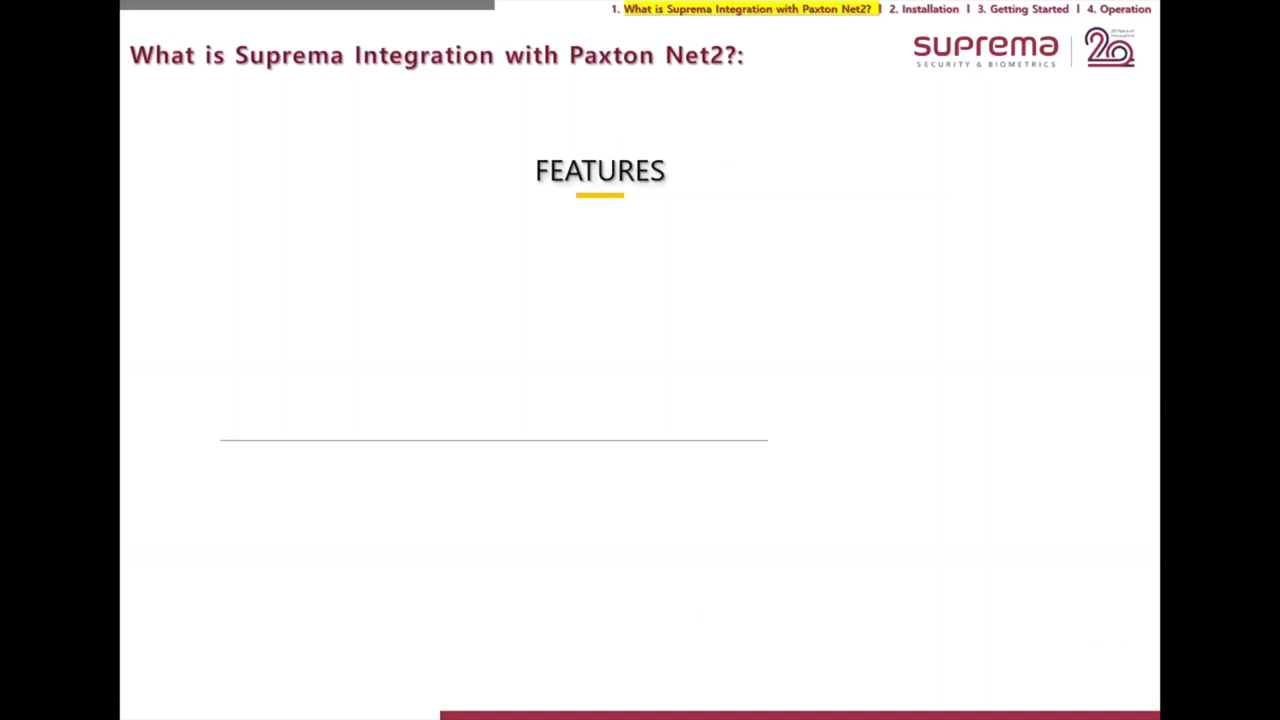 1. What is Suprema Integration with Paxton Net2? l 2. Installation l 3. Getting Started l 4. Operation
What is Suprema Integration with Paxton Net2?:
suprema
SECURITY & BIOMETRICS
20
FEATURES